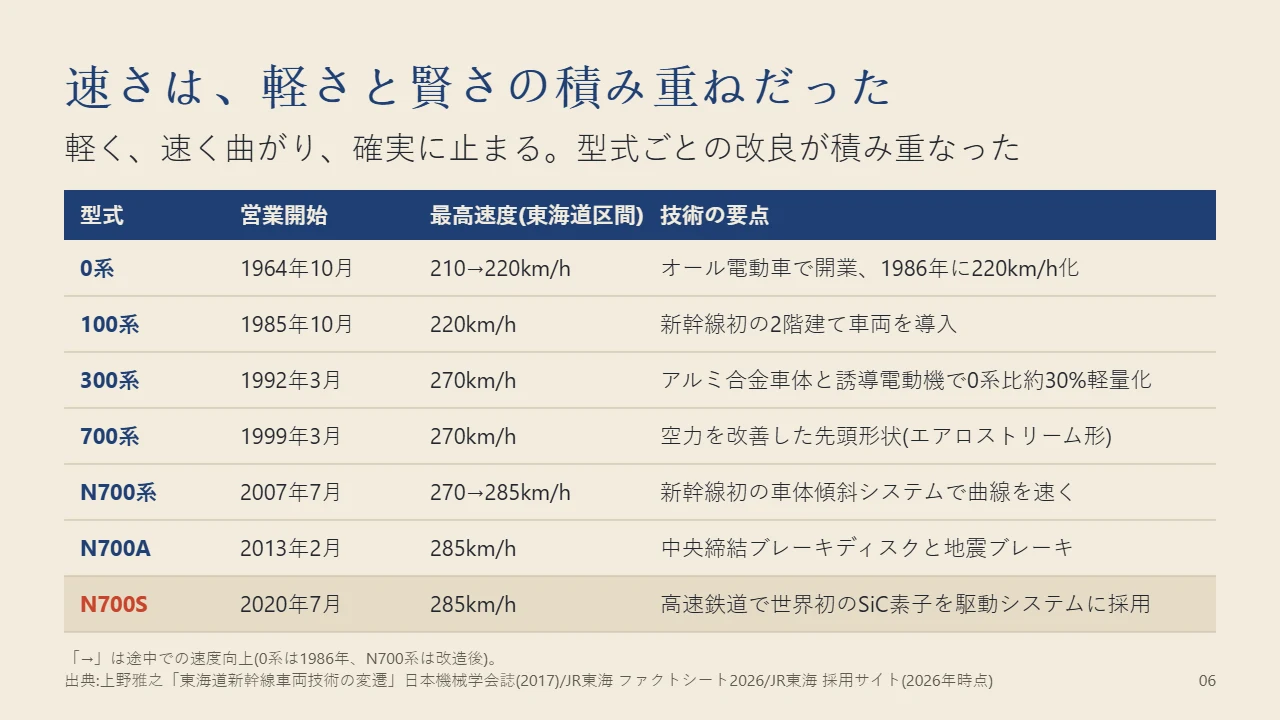 速さは、軽さと賢さの積み重ねだった
軽く、速く曲がり、確実に止まる。型式ごとの改良が積み重なった
型式 営業開始 最高速度(東海道区間) 技術の要点
0系 1964年10月 210→220km/h オール電動車で開業、1986年に220km/h化
100系 1985年10月 220km/h 新幹線初の2階建て車両を導入
300系 1992年3月 270km/h アルミ合金車体と誘導電動機で0系比約30%軽量化
700系 1999年3月 270km/h 空力を改善した先頭形状(エアロストリーム形)
N700系 2007年7月 270→285km/h 新幹線初の車体傾斜システムで曲線を速く
N700A 2013年2月 285km/h 中央締結ブレーキディスクと地震ブレーキ
N700S 2020年7月 285km/h 高速鉄道で世界初のSiC素子を駆動システムに採用
「→」は途中での速度向上(0系は1986年、N700系は改造後)。
出典:上野雅之「東海道新幹線車両技術の変遷」日本機械学会誌(2017)/JR東海 ファクトシート2026/JR東海 採用サイト(2026年時点)
06